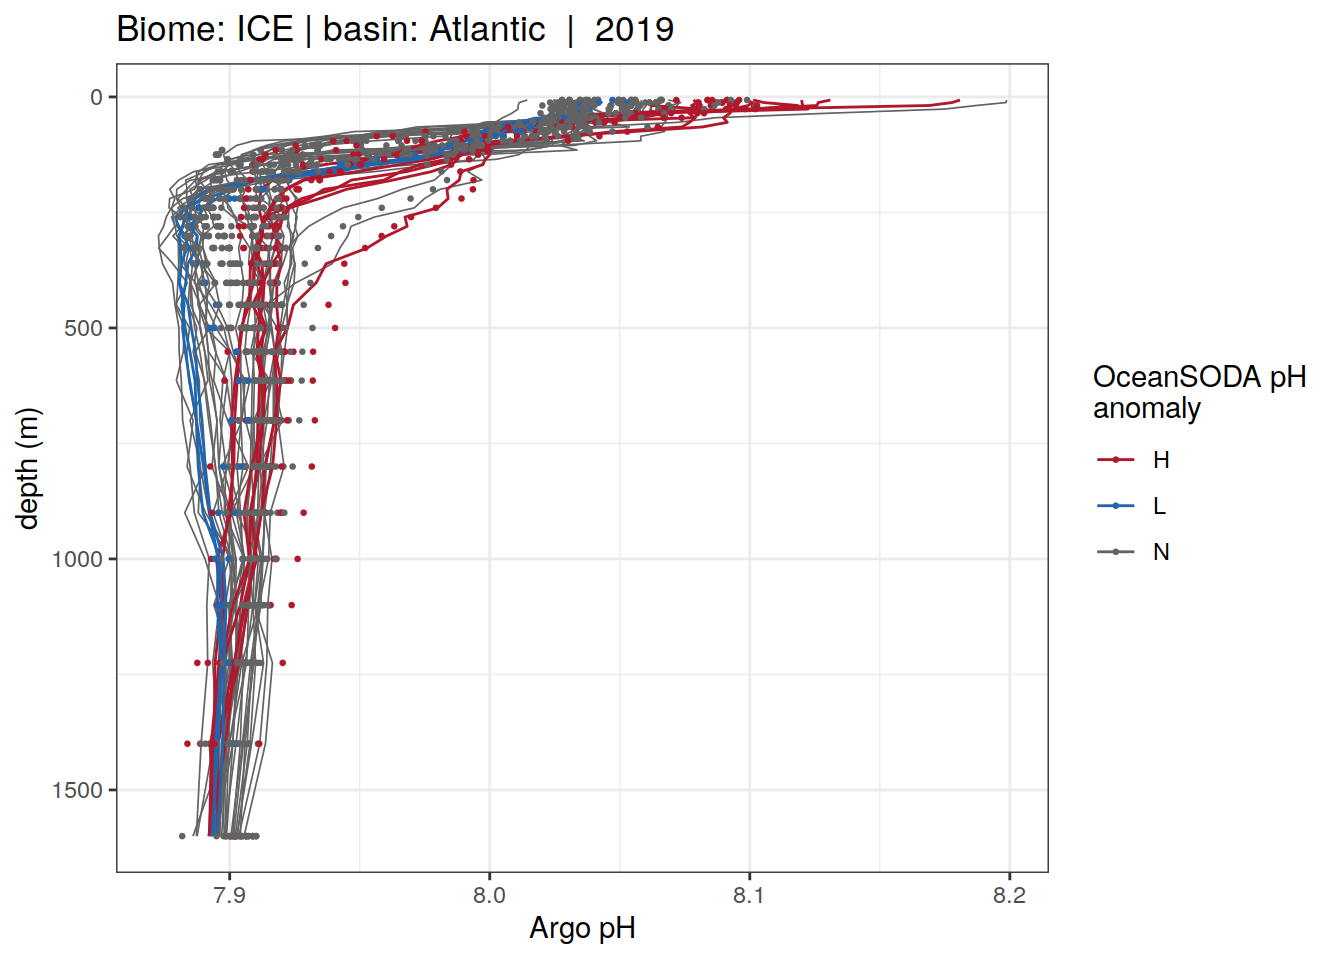 Biome: ICE | basin: Atlantic | 2019
0
500
1000
1500
depth (m)
7.9
8.0
8.1
8.2
Argo pH
OceanSODA pH
anomaly
H
L
N